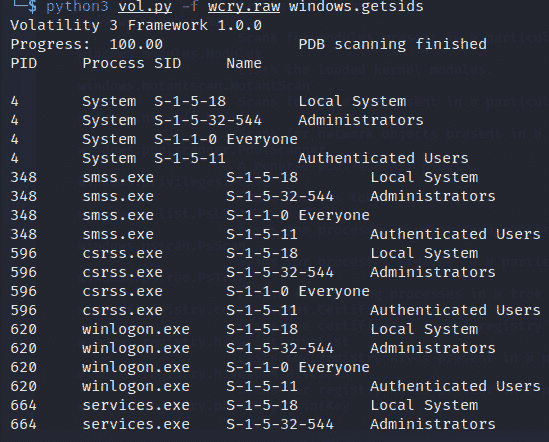 └─$ python3 vol.py -f wcry.raw windows.getsids
Volatility 3 Framework 1.0.0
Progress: 100.00 PDB scanning finished
PID Process SID Name
4 System S-1-5-18 Local System
4 System S-1-5-32-544 Administrators
4 System S-1-1-0 Everyone
4 System S-1-5-11 Authenticated Users
348 smss.exe S-1-5-18 Local System
348 smss.exe S-1-5-32-544 Administrators
348 smss.exe S-1-1-0 Everyone
348 smss.exe S-1-5-11 Authenticated Users
596 csrss.exe S-1-5-18 Local System
596 csrss.exe S-1-5-32-544 Administrators
596 csrss.exe S-1-1-0 Everyone
596 csrss.exe S-1-5-11 Authenticated Users
620 winlogon.exe S-1-5-18 Local System
620 winlogon.exe S-1-5-32-544 Administrators
620 winlogon.exe S-1-1-0 Everyone
620 winlogon.exe S-1-5-11 Authenticated Users
664 services.exe S-1-5-18 Local System
664 services.exe S-1-5-32-544 Administrators